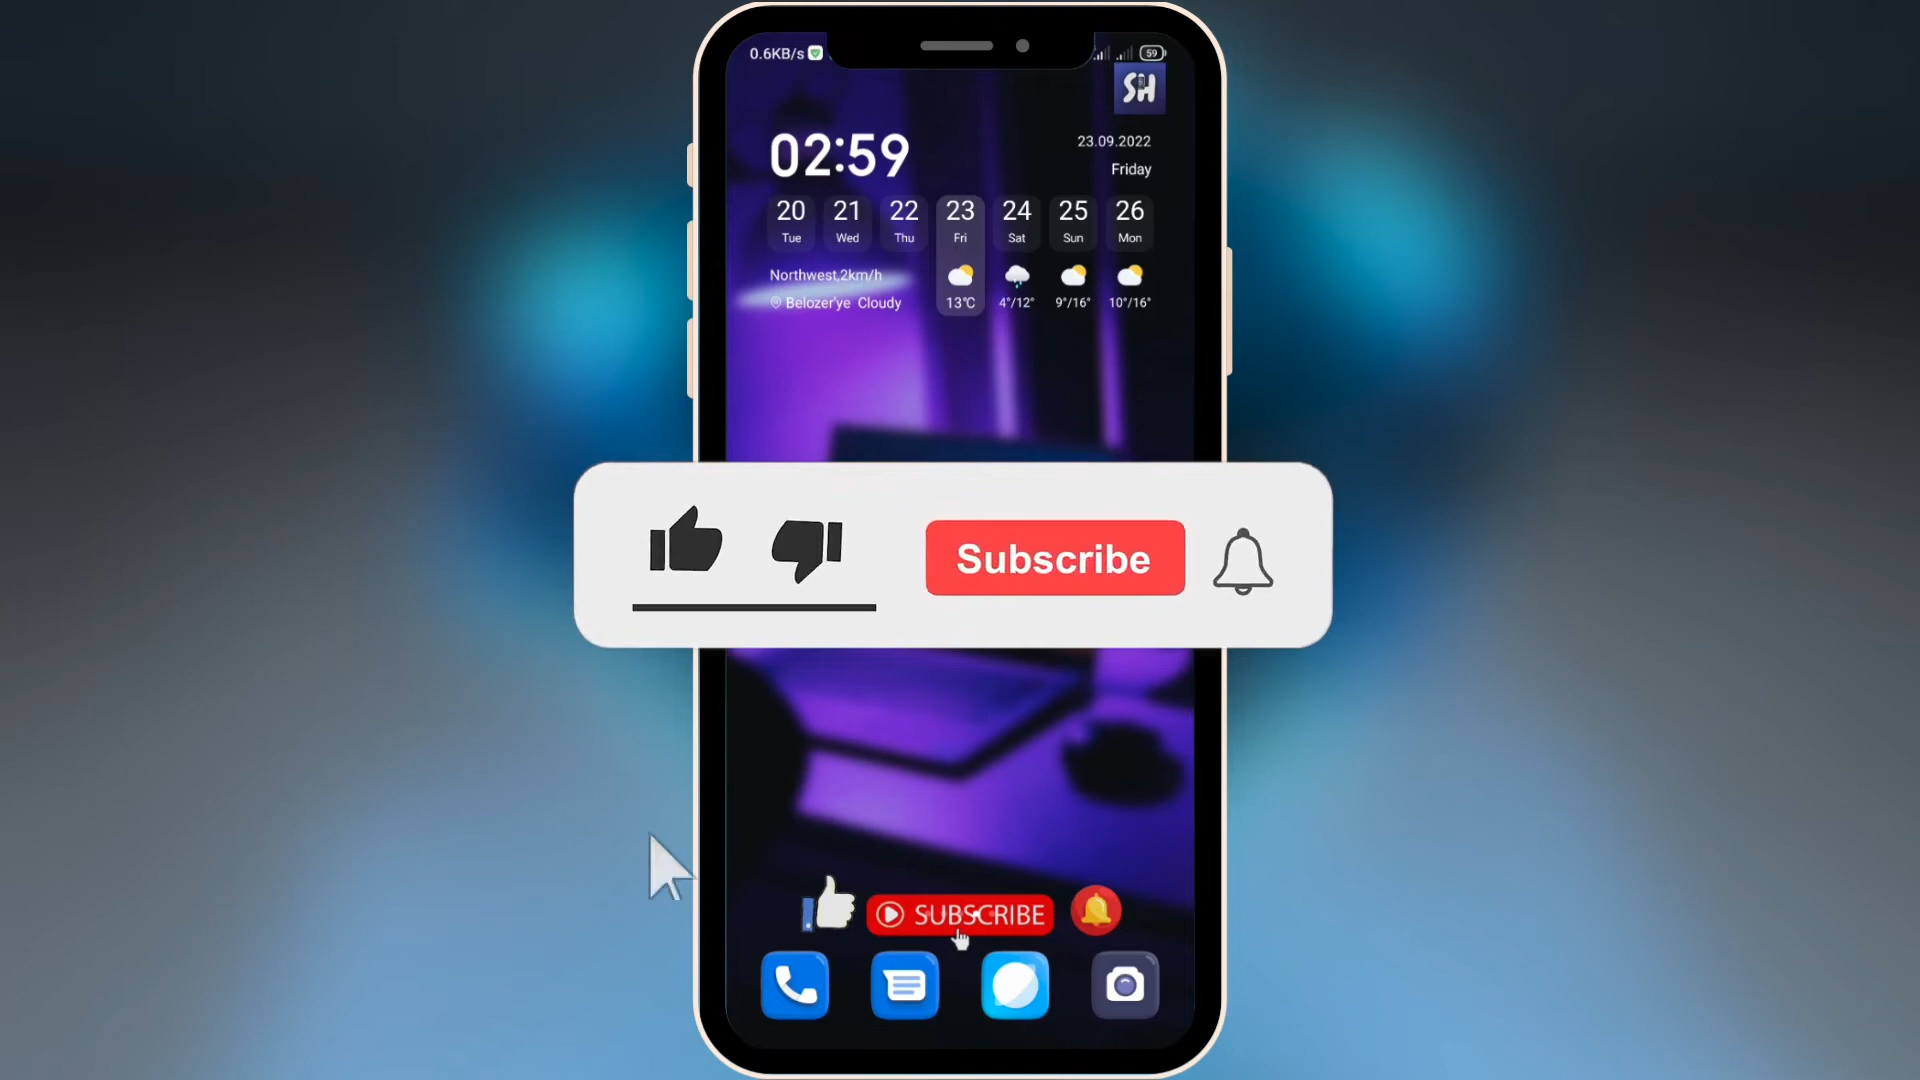 0.6KB/s
59
SH
02:59
23.09.2022
Friday
20 21 22 23 24 25 26
Tue Wed Thu Fri Sat Sun Mon
Northwest,2km/h
Belozer'ye Cloudy 13°C 4°/12° 9°/16° 10°/16°
Subscribe
SUBSCRIBE